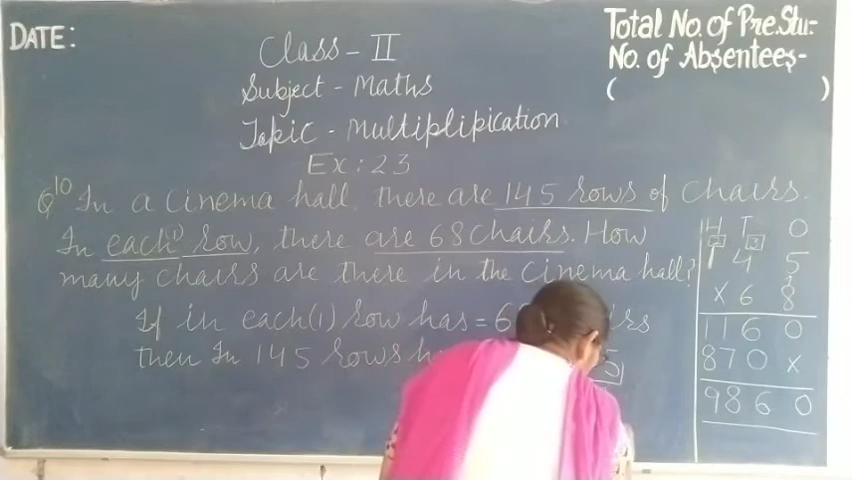 DATE:
Total No. of Pre.Stu:-
No. of Absentees-
( )
Class - II
Subject - Maths
Topic - Multiplipication
Ex: 23
Q10 In a cinema hall, there are 145 rows of chairs.
In each(1) row, there are 68 chairs. How
many chairs are there in the cinema hall?
If in each(1) row has = 6
then In 145 rows
H T O
1 4 5
× 6 8
1 1 6 0
8 7 0 ×
9 8 6 0